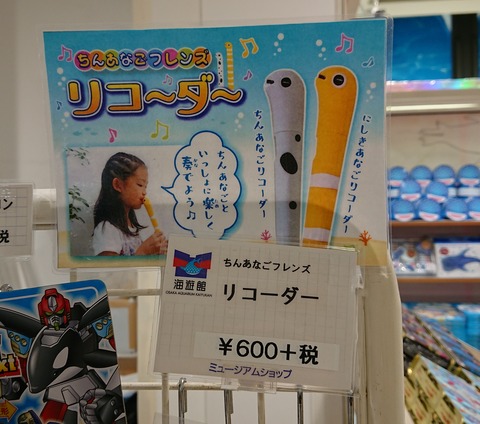 ちんあなごフレンズ
リコ～ダ～
ちんあなごリコーダー
にしきあなごリコーダー
ちんあなごと
いっしょに楽しく
奏でよう♫
海遊館
OSAKA AQUARIUM KAIYUKAN
ちんあなごフレンズ
リコーダー
¥600+税
ミュージアムショップ
ン
税